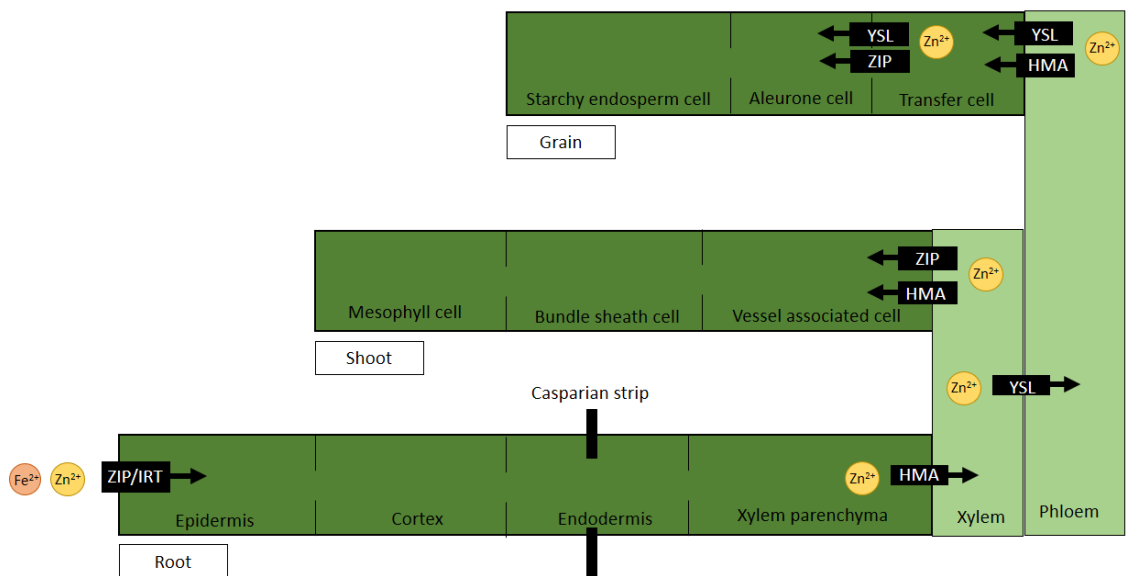 YSL
Zn²⁺
YSL
Zn²⁺
ZIP
HMA
Starchy endosperm cell
Aleurone cell
Transfer cell
Grain
ZIP
Zn²⁺
HMA
Mesophyll cell
Bundle sheath cell
Vessel associated cell
Shoot
Zn²⁺
YSL
Casparian strip
Fe²⁺
Zn²⁺
ZIP/IRT
Zn²⁺
HMA
Epidermis
Cortex
Endodermis
Xylem parenchyma
Xylem
Phloem
Root